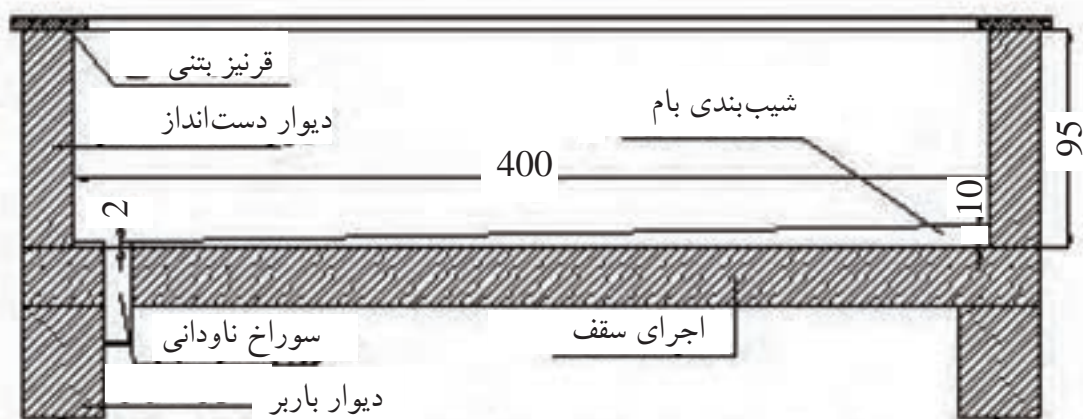 قرنیز بتنی
دیوار دست‌انداز
شیب‌بندی بام
400
95
2
10
سوراخ ناودانی
اجرای سقف
دیوار باربر